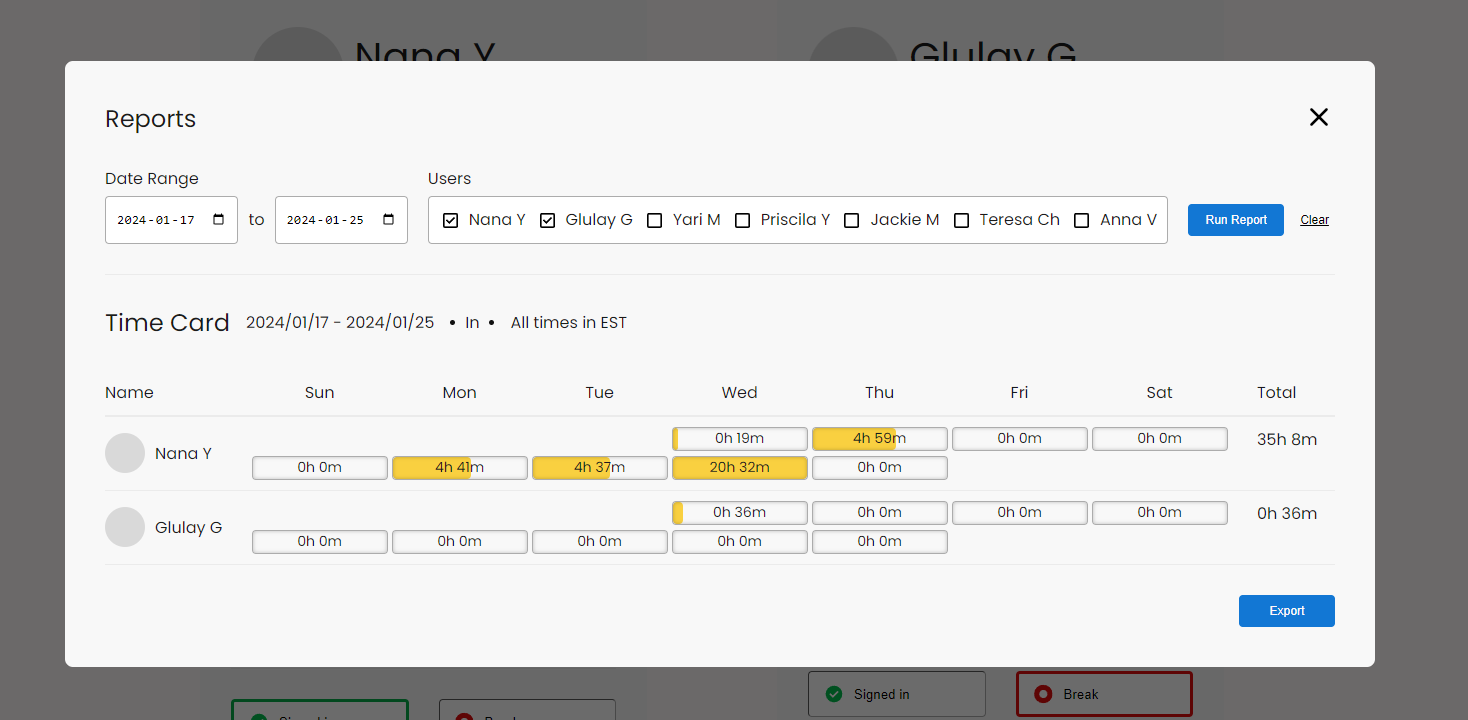 Nana Y Glulay G
Reports
Date Range Users
2024-01-17 to 2024-01-25 Nana Y Glulay G Yari M Priscila Y Jackie M Teresa Ch Anna V Run Report Clear
Time Card 2024/01/17 - 2024/01/25 • In • All times in EST
Name Sun Mon Tue Wed Thu Fri Sat Total
0h 19m 4h 59m 0h 0m 0h 0m 35h 8m
Nana Y
0h 0m 4h 41m 4h 37m 20h 32m 0h 0m
0h 36m 0h 0m 0h 0m 0h 0m 0h 36m
Glulay G
0h 0m 0h 0m 0h 0m 0h 0m 0h 0m
Export
Signed in Break
Signed in Break